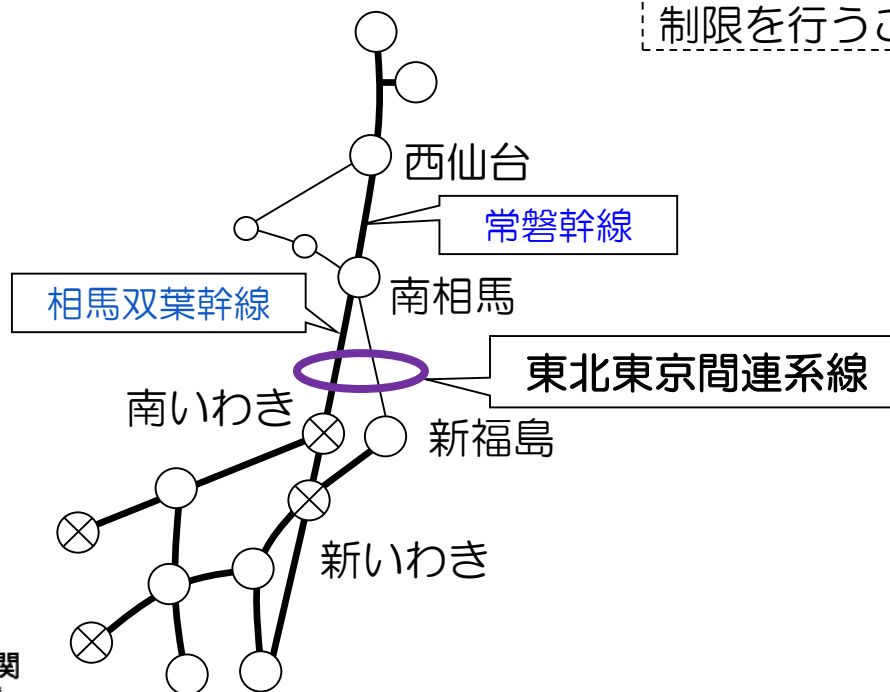 制限を行うこ
西仙台
常磐幹線
南相馬
相馬双葉幹線
東北東京間連系線
南いわき
新福島
新いわき
関